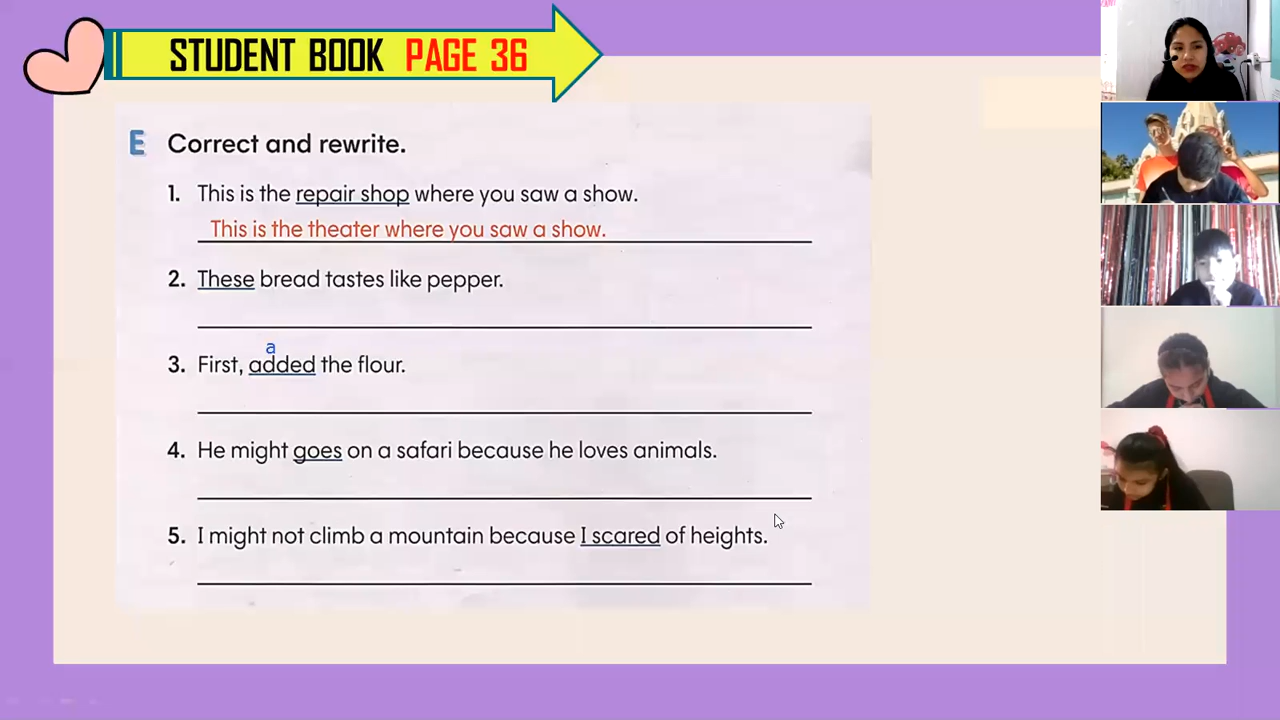 STUDENT BOOK PAGE 36
E Correct and rewrite.
1. This is the repair shop where you saw a show.
This is the theater where you saw a show.
2. These bread tastes like pepper.
a
3. First, added the flour.
4. He might goes on a safari because he loves animals.
5. I might not climb a mountain because I scared of heights.